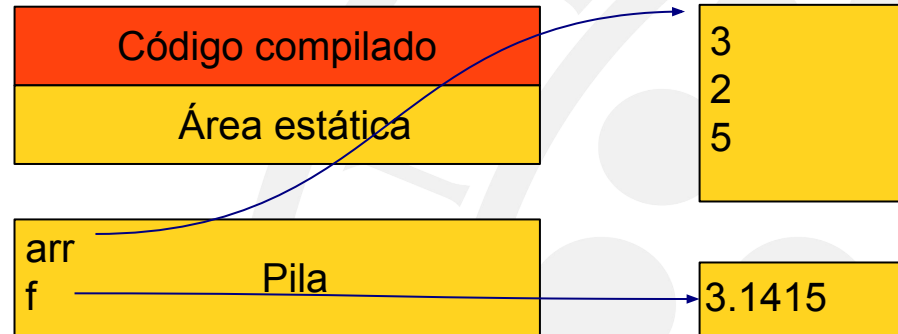 Código compilado
Área estática
arr
f
Pila
3
2
5
3.1415